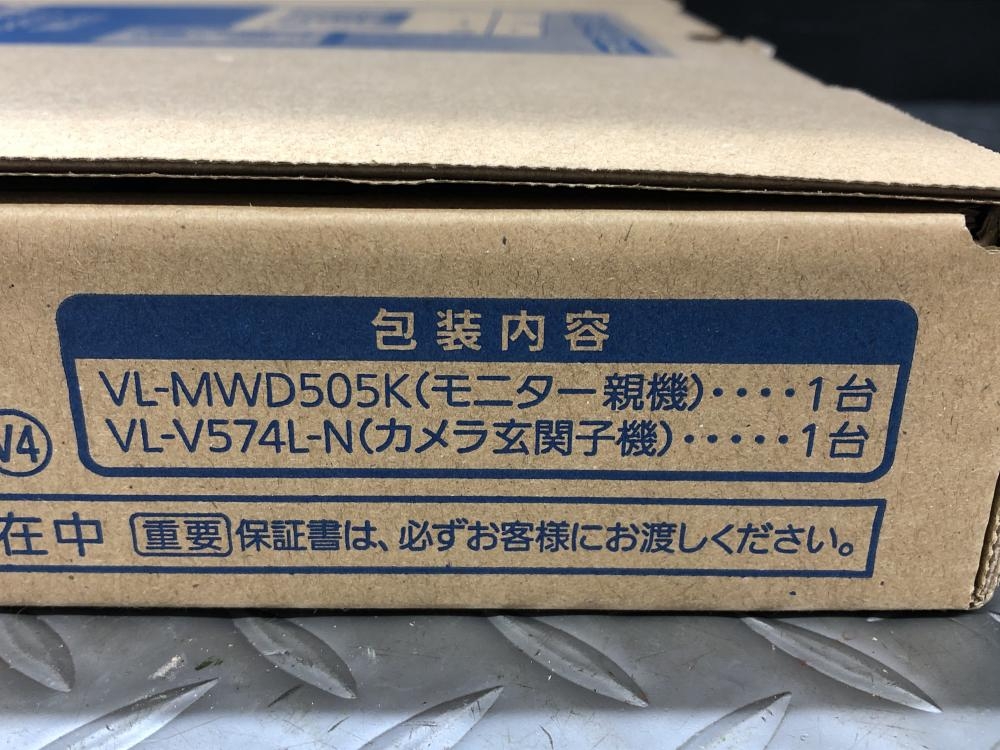 包装内容
VL-MWD505K(モニター親機)････1台
VL-V574L-N(カメラ玄関子機)･････1台
V4
在中 重要 保証書は、必ずお客様にお渡しください。